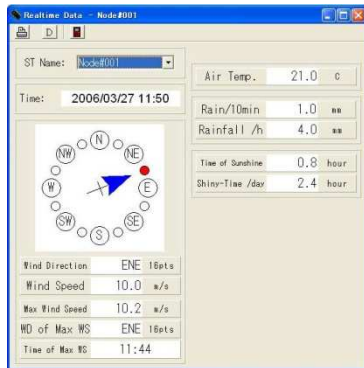 Realtime Data - Node#001
D
ST Name: Node#001
Time: 2006/03/27 11:50
N
NW NE
W E
SW SE
S
Wind Direction ENE 16pts
Wind Speed 10.0 m/s
Max Wind Speed 10.2 m/s
WD of Max WS ENE 16pts
Time of Max WS 11:44
Air Temp. 21.0 C
Rain/10min 1.0 mm
Rainfall /h 4.0 mm
Time of Sunshine 0.8 hour
Shiny-Time /day 2.4 hour